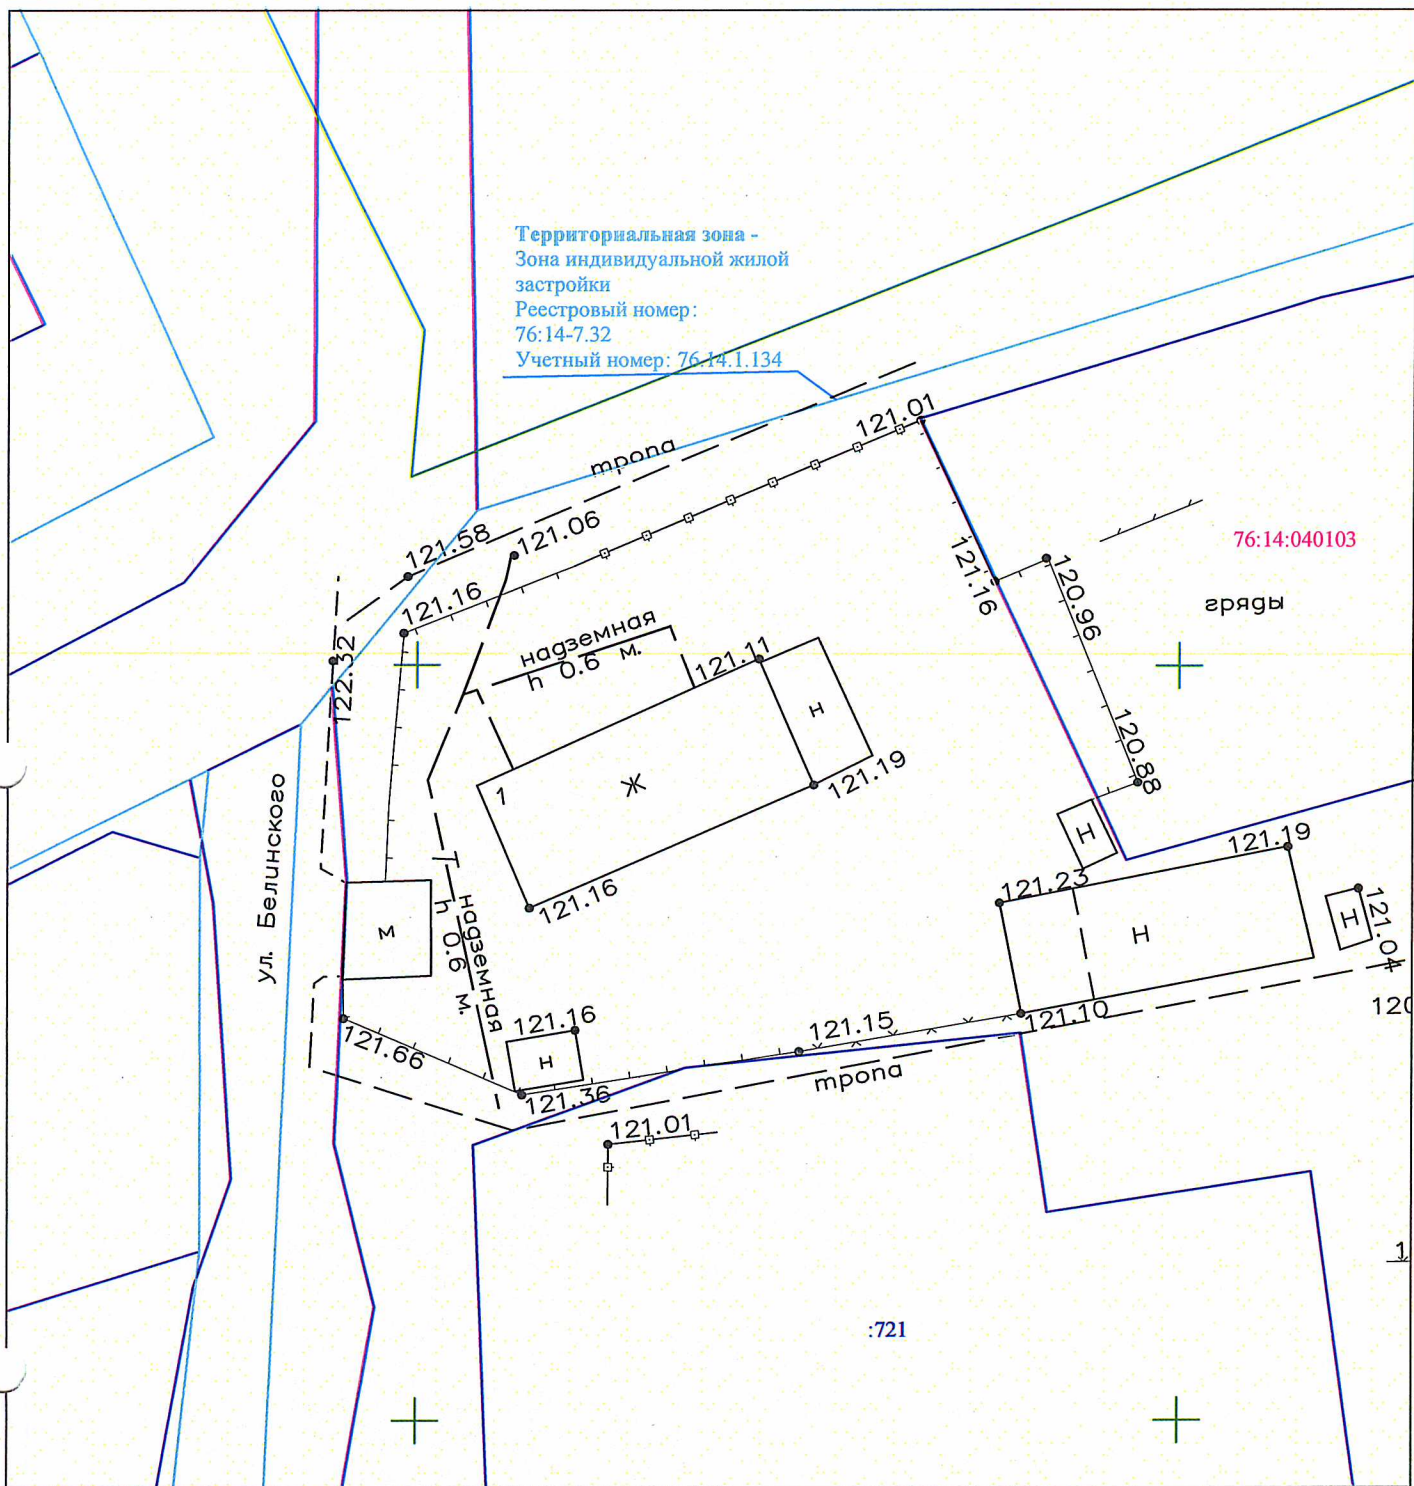 Территориальная зона -
Зона индивидуальной жилой
застройки
Реестровый номер:
76:14-7.32
Учетный номер: 76.14.1.134
121.01
тропа
121.58
121.06
76:14:040103
121.16
121.16
120.96
гряды
надземная
h 0.6 м.
122.32
121.11
н
120.88
121.19
1
Ж
ул. Белинского
Н
121.19
121.23
121.16
Т
надземная
h 0.6 м.
м
Н
Н
121.04
120
121.10
121.15
121.16
н
121.66
121.36
тропа
121.01
1
:721